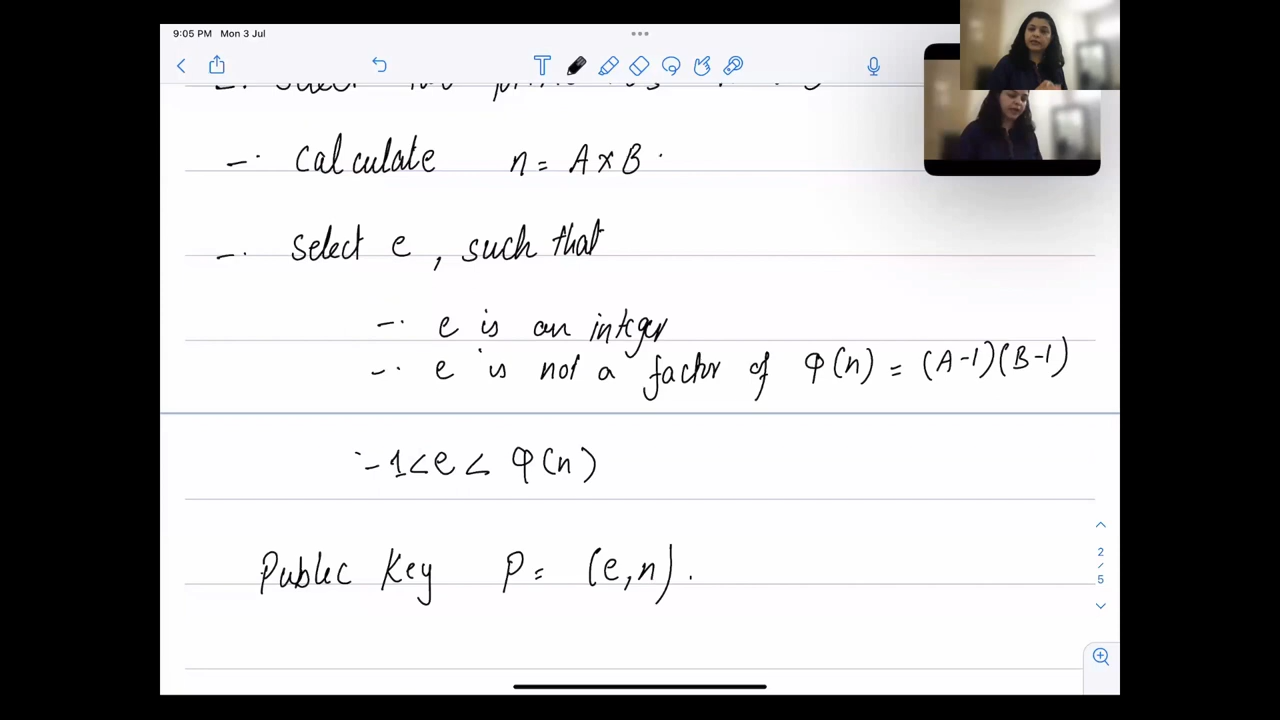 9:05 PM Mon 3 Jul
-. Calculate n = A × B.
-. Select e, such that
-. e is an integer
-. e is not a factor of φ(n) = (A-1)(B-1)
- 1 < e < φ(n)
Public Key P = (e, n).
2
/
5